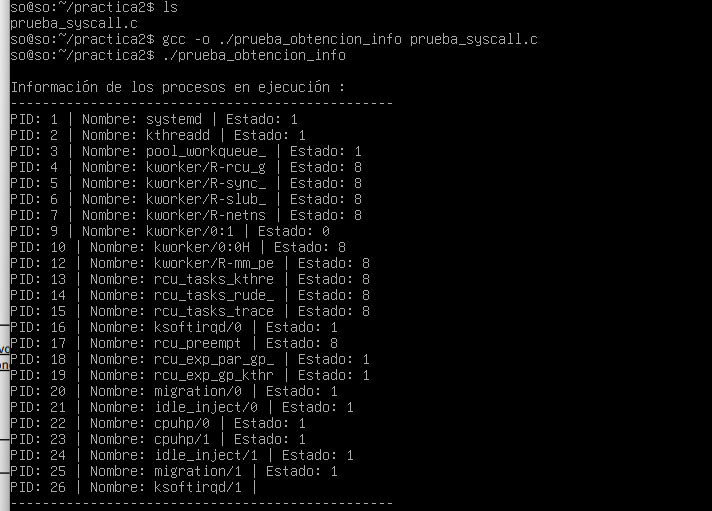 so@so:~/practica2$ ls
prueba_syscall.c
so@so:~/practica2$ gcc -o ./prueba_obtencion_info prueba_syscall.c
so@so:~/practica2$ ./prueba_obtencion_info
Información de los procesos en ejecución :
------------------------------------------------
PID: 1 | Nombre: systemd | Estado: 1
PID: 2 | Nombre: kthreadd | Estado: 1
PID: 3 | Nombre: pool_workqueue_ | Estado: 1
PID: 4 | Nombre: kworker/R-rcu_g | Estado: 8
PID: 5 | Nombre: kworker/R-sync_ | Estado: 8
PID: 6 | Nombre: kworker/R-slub_ | Estado: 8
PID: 7 | Nombre: kworker/R-netns | Estado: 8
PID: 9 | Nombre: kworker/0:1 | Estado: 0
PID: 10 | Nombre: kworker/0:0H | Estado: 8
PID: 12 | Nombre: kworker/R-mm_pe | Estado: 8
PID: 13 | Nombre: rcu_tasks_kthre | Estado: 8
PID: 14 | Nombre: rcu_tasks_rude_ | Estado: 8
PID: 15 | Nombre: rcu_tasks_trace | Estado: 8
PID: 16 | Nombre: ksoftirqd/0 | Estado: 1
PID: 17 | Nombre: rcu_preempt | Estado: 8
PID: 18 | Nombre: rcu_exp_par_gp_ | Estado: 1
PID: 19 | Nombre: rcu_exp_gp_kthr | Estado: 1
PID: 20 | Nombre: migration/0 | Estado: 1
PID: 21 | Nombre: idle_inject/0 | Estado: 1
PID: 22 | Nombre: cpuhp/0 | Estado: 1
PID: 23 | Nombre: cpuhp/1 | Estado: 1
PID: 24 | Nombre: idle_inject/1 | Estado: 1
PID: 25 | Nombre: migration/1 | Estado: 1
PID: 26 | Nombre: ksoftirqd/1 |
------------------------------------------------